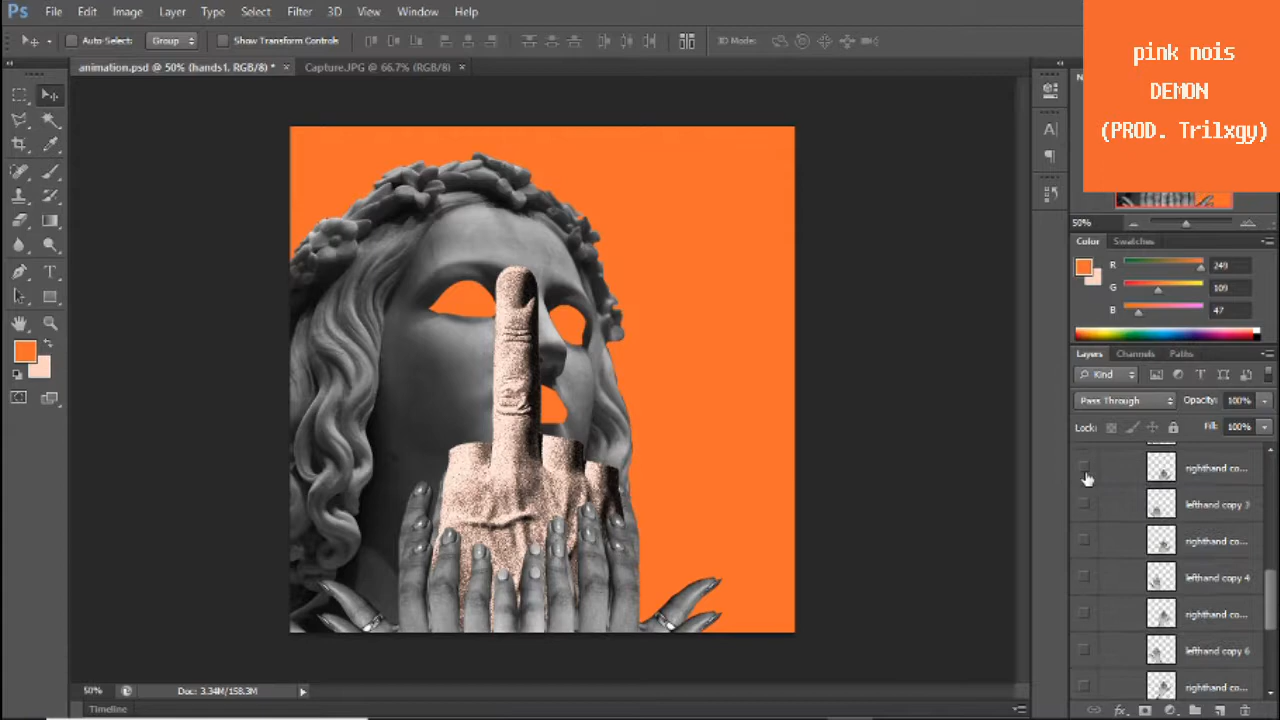 Ps File Edit Image Layer Type Select Filter 3D View Window Help
Auto-Select: Group Show Transform Controls 3D Mode:
animation.psd @ 50% (hands1, RGB/8) * × Capture.JPG @ 66.7% (RGB/8) ×
pink nois
DEMON
(PROD. Trilxgy)
50%
Color Swatches
R 249
G 109
B 47
Layers Channels Paths
Kind
Pass Through Opacity: 100%
Lock: Fill: 100%
righthand co...
lefthand copy 3
righthand co...
lefthand copy 4
righthand co...
lefthand copy 6
righthand co...
50% Doc: 3.34M/158.3M
Timeline